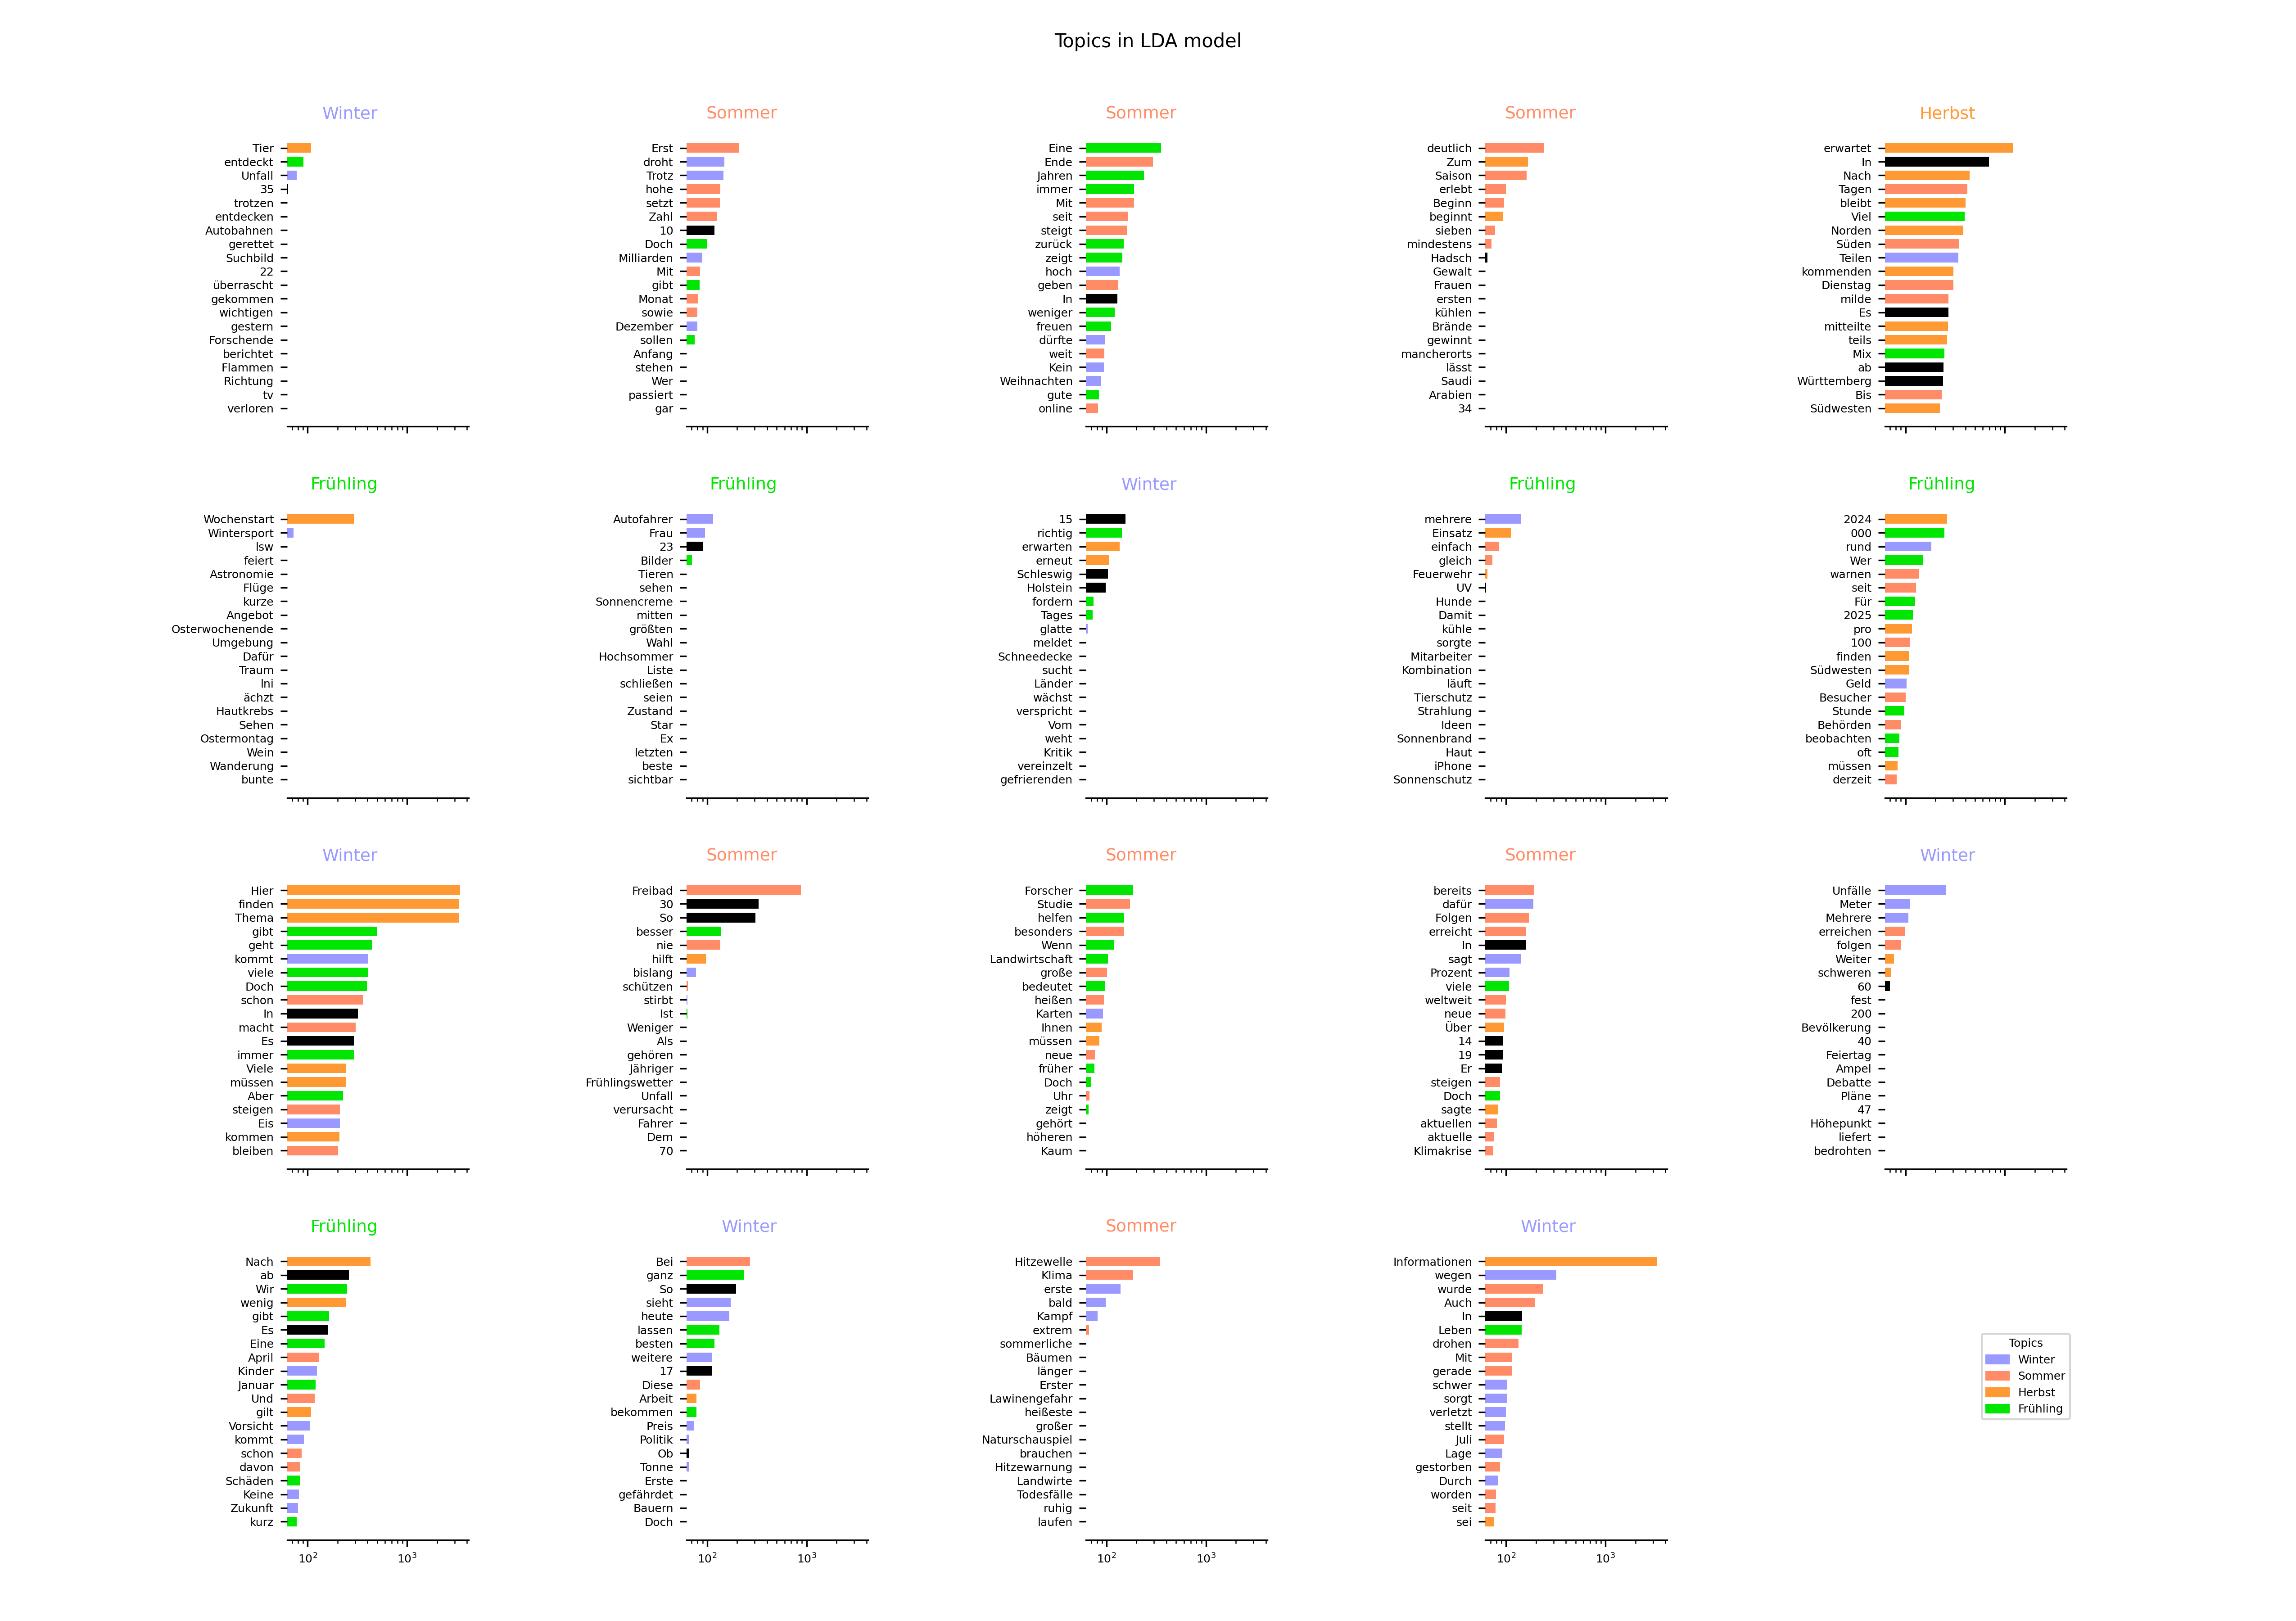 Topics in LDA model
Winter
Tier
entdeckt
Unfall
35
trotzen
entdecken
Autobahnen
gerettet
Suchbild
22
überrascht
gekommen
wichtigen
gestern
Forschende
berichtet
Flammen
Richtung
tv
verloren
Sommer
Erst
droht
Trotz
hohe
setzt
Zahl
10
Doch
Milliarden
Mit
gibt
Monat
sowie
Dezember
sollen
Anfang
stehen
Wer
passiert
gar
Sommer
Eine
Ende
Jahren
immer
Mit
seit
steigt
zurück
zeigt
hoch
geben
In
weniger
freuen
dürfte
weit
Kein
Weihnachten
gute
online
Sommer
deutlich
Zum
Saison
erlebt
Beginn
beginnt
sieben
mindestens
Hadsch
Gewalt
Frauen
ersten
kühlen
Brände
gewinnt
mancherorts
lässt
Saudi
Arabien
34
Herbst
erwartet
In
Nach
Tagen
bleibt
Viel
Norden
Süden
Teilen
kommenden
Dienstag
milde
Es
mitteilte
teils
Mix
ab
Württemberg
Bis
Südwesten
Frühling
Wochenstart
Wintersport
lsw
feiert
Astronomie
Flüge
kurze
Angebot
Osterwochenende
Umgebung
Dafür
Traum
lni
ächzt
Hautkrebs
Sehen
Ostermontag
Wein
Wanderung
bunte
Frühling
Autofahrer
Frau
23
Bilder
Tieren
sehen
Sonnencreme
mitten
größten
Wahl
Hochsommer
Liste
schließen
seien
Zustand
Star
Ex
letzten
beste
sichtbar
Winter
15
richtig
erwarten
erneut
Schleswig
Holstein
fordern
Tages
glatte
meldet
Schneedecke
sucht
Länder
wächst
verspricht
Vom
weht
Kritik
vereinzelt
gefrierenden
Frühling
mehrere
Einsatz
einfach
gleich
Feuerwehr
UV
Hunde
Damit
kühle
sorgte
Mitarbeiter
Kombination
läuft
Tierschutz
Strahlung
Ideen
Sonnenbrand
Haut
iPhone
Sonnenschutz
Frühling
2024
000
rund
Wer
warnen
seit
Für
2025
pro
100
finden
Südwesten
Geld
Besucher
Stunde
Behörden
beobachten
oft
müssen
derzeit
Winter
Hier
finden
Thema
gibt
geht
kommt
viele
Doch
schon
In
macht
Es
immer
Viele
müssen
Aber
steigen
Eis
kommen
bleiben
Sommer
Freibad
30
So
besser
nie
hilft
bislang
schützen
stirbt
Ist
Weniger
Als
gehören
Jähriger
Frühlingswetter
Unfall
verursacht
Fahrer
Dem
70
Sommer
Forscher
Studie
helfen
besonders
Wenn
Landwirtschaft
große
bedeutet
heißen
Karten
Ihnen
müssen
neue
früher
Doch
Uhr
zeigt
gehört
höheren
Kaum
Sommer
bereits
dafür
Folgen
erreicht
In
sagt
Prozent
viele
weltweit
neue
Über
14
19
Er
steigen
Doch
sagte
aktuellen
aktuelle
Klimakrise
Winter
Unfälle
Meter
Mehrere
erreichen
folgen
Weiter
schweren
60
fest
200
Bevölkerung
40
Feiertag
Ampel
Debatte
Pläne
47
Höhepunkt
liefert
bedrohten
Frühling
Nach
ab
Wir
wenig
gibt
Es
Eine
April
Kinder
Januar
Und
gilt
Vorsicht
kommt
schon
davon
Schäden
Keine
Zukunft
kurz
10² 10³
Winter
Bei
ganz
So
sieht
heute
lassen
besten
weitere
17
Diese
Arbeit
bekommen
Preis
Politik
Ob
Tonne
Erste
gefährdet
Bauern
Doch
10² 10³
Sommer
Hitzewelle
Klima
erste
bald
Kampf
extrem
sommerliche
Bäumen
länger
Erster
Lawinengefahr
heißeste
großer
Naturschauspiel
brauchen
Hitzewarnung
Landwirte
Todesfälle
ruhig
laufen
10² 10³
Winter
Informationen
wegen
wurde
Auch
In
Leben
drohen
Mit
gerade
schwer
sorgt
verletzt
stellt
Juli
Lage
gestorben
Durch
worden
seit
sei
10² 10³
Topics
Winter
Sommer
Herbst
Frühling